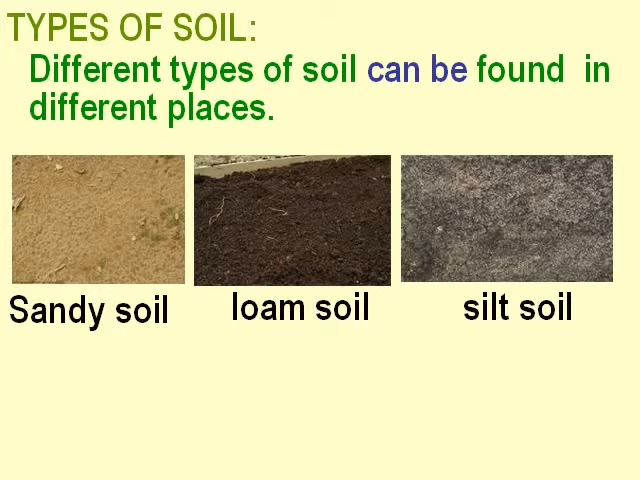 TYPES OF SOIL:
Different types of soil can be found in
different places.
Sandy soil
loam soil
silt soil